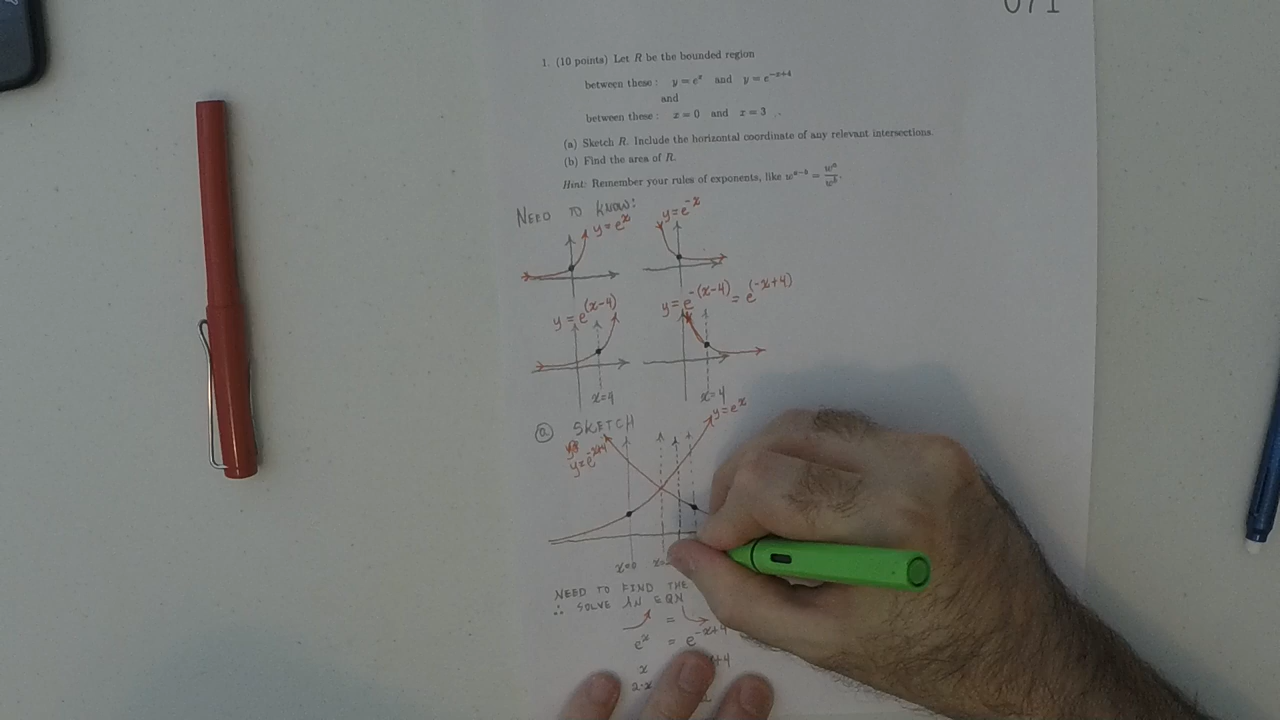 071
1. (10 points) Let R be the bounded region
between these : y = e^x and y = e^{-x+4}
and
between these : x = 0 and x = 3 .
(a) Sketch R. Include the horizontal coordinate of any relevant intersections.
(b) Find the area of R.
Hint: Remember your rules of exponents, like w^{a-b} = w^a/w^b.
NEED TO KNOW:
y=e^x y=e^{-x}
y=e^{(x-4)} y=e^{-(x-4)} = e^{(-x+4)}
x=4 x=4
(a) SKETCH y=e^x
y=e^{-x+4}
x=0
NEED TO FIND THE
∴ SOLVE AN EQN
=
e^x = e^{-x+4}
x +4
2·x